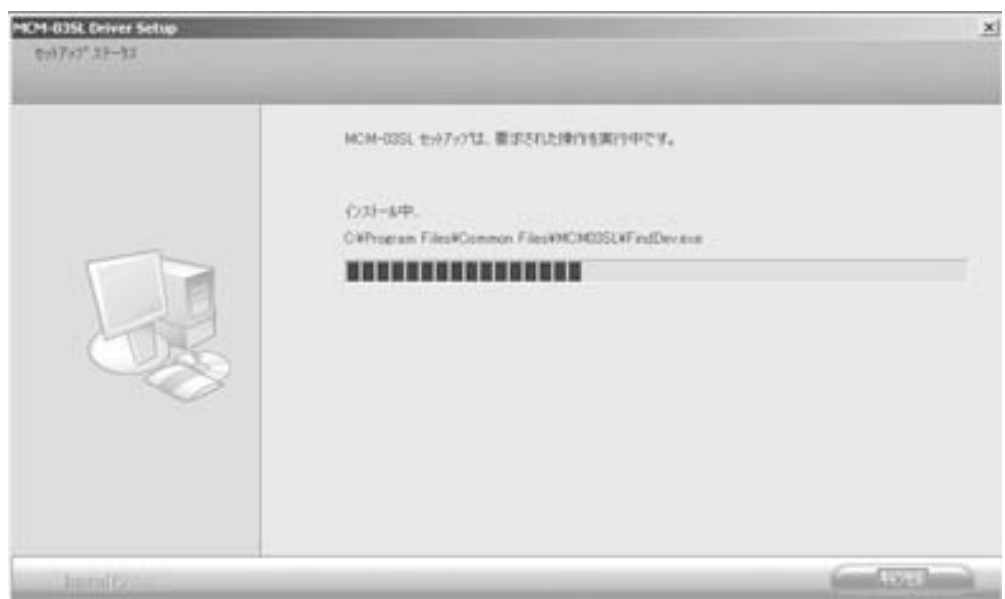 MCM-03SL Driver Setup
セットアップ ステータス
MCM-03SL セットアップは、要求された操作を実行中です。
インストール中..
C:¥Program Files¥Common Files¥MCM03SL¥FindDev.exe